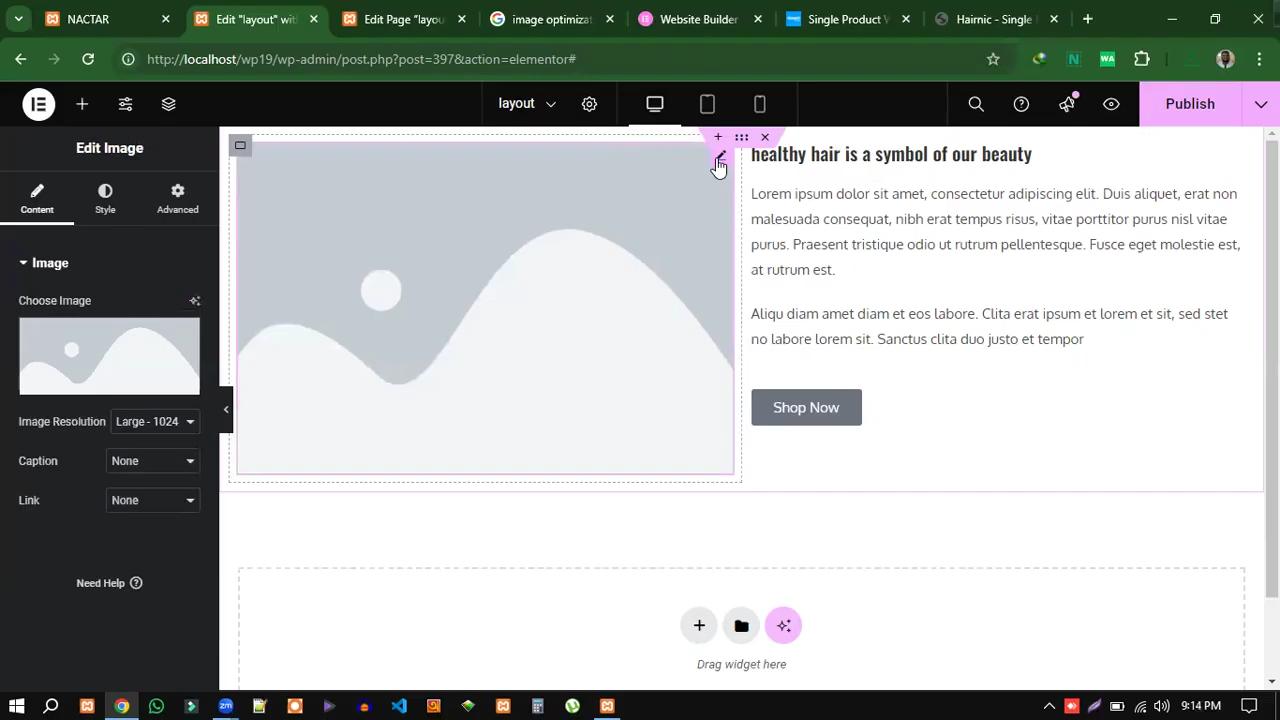 NACTAR
Edit "layout" wit
Edit Page "layou
image optimizat
Website Builder
Single Product V
Hairnic - Single
http://localhost/wp19/wp-admin/post.php?post=397&action=elementor#
layout
Publish
Edit Image
Content
Style
Advanced
Image
Choose Image
Image Resolution
Large - 1024
Caption
None
Link
None
Need Help
healthy hair is a symbol of our beauty
Lorem ipsum dolor sit amet, consectetur adipiscing elit. Duis aliquet, erat non
malesuada consequat, nibh erat tempus risus, vitae porttitor purus nisl vitae
purus. Praesent tristique odio ut rutrum pellentesque. Fusce eget molestie est,
at rutrum est.
Aliqu diam amet diam et eos labore. Clita erat ipsum et lorem et sit, sed stet
no labore lorem sit. Sanctus clita duo justo et tempor
Shop Now
Drag widget here
9:14 PM